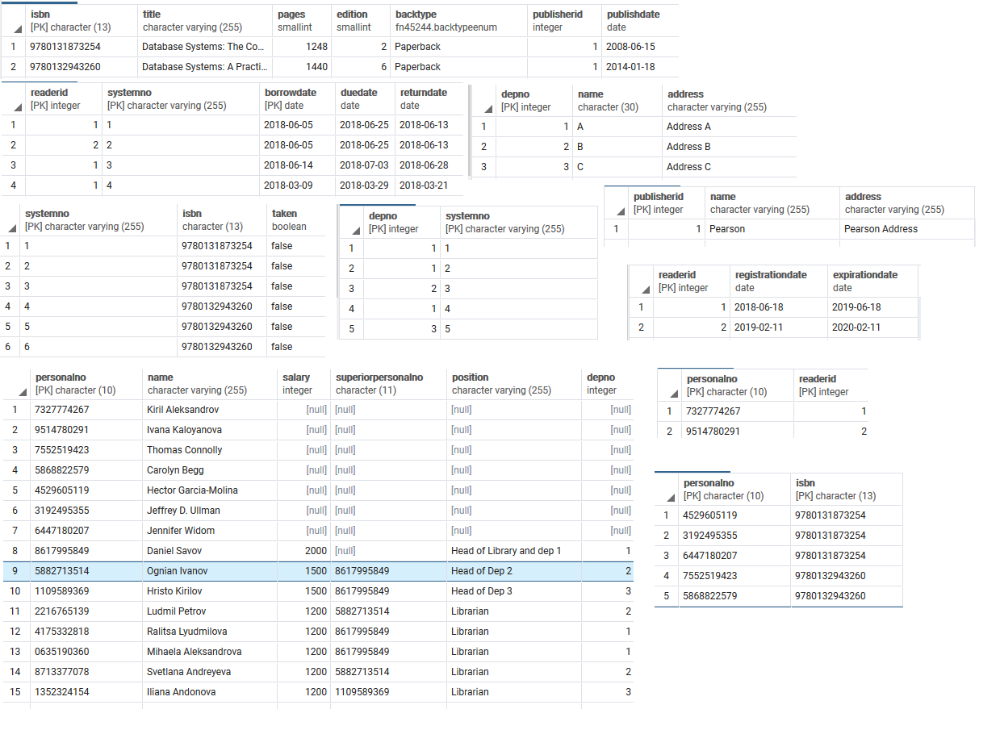 isbn title pages edition backtype publisherid publishdate
[PK] character (13) character varying (255) smallint smallint fn45244.backtypeenum integer date
1 9780131873254 Database Systems: The Co... 1248 2 Paperback 1 2008-06-15
2 9780132943260 Database Systems: A Practi... 1440 6 Paperback 1 2014-01-18
readerid systemno borrowdate duedate returndate
[PK] integer [PK] character varying (255) [PK] date date date
1 1 1 2018-06-05 2018-06-25 2018-06-13
2 2 2 2018-06-05 2018-06-25 2018-06-13
3 1 3 2018-06-14 2018-07-03 2018-06-28
4 1 4 2018-03-09 2018-03-29 2018-03-21
depno name address
[PK] integer character (30) character varying (255)
1 1 A Address A
2 2 B Address B
3 3 C Address C
publisherid name address
[PK] integer character varying (255) character varying (255)
1 1 Pearson Pearson Address
systemno isbn taken
[PK] character varying (255) character (13) boolean
1 1 9780131873254 false
2 2 9780131873254 false
3 3 9780131873254 false
4 4 9780132943260 false
5 5 9780132943260 false
6 6 9780132943260 false
depno systemno
[PK] integer [PK] character varying (255)
1 1 1
2 1 2
3 2 3
4 1 4
5 3 5
readerid registrationdate expirationdate
[PK] integer date date
1 1 2018-06-18 2019-06-18
2 2 2019-02-11 2020-02-11
personalno name salary superiorpersonalno position depno
[PK] character (10) character varying (255) integer character (11) character varying (255) integer
1 7327774267 Kiril Aleksandrov [null] [null] [null] [null]
2 9514780291 Ivana Kaloyanova [null] [null] [null] [null]
3 7552519423 Thomas Connolly [null] [null] [null] [null]
4 5868822579 Carolyn Begg [null] [null] [null] [null]
5 4529605119 Hector Garcia-Molina [null] [null] [null] [null]
6 3192495355 Jeffrey D. Ullman [null] [null] [null] [null]
7 6447180207 Jennifer Widom [null] [null] [null] [null]
8 8617995849 Daniel Savov 2000 [null] Head of Library and dep 1 1
9 5882713514 Ognian Ivanov 1500 8617995849 Head of Dep 2 2
10 1109589369 Hristo Kirilov 1500 8617995849 Head of Dep 3 3
11 2216765139 Ludmil Petrov 1200 5882713514 Librarian 2
12 4175332818 Ralitsa Lyudmilova 1200 8617995849 Librarian 1
13 0635190360 Mihaela Aleksandrova 1200 8617995849 Librarian 1
14 8713377078 Svetlana Andreyeva 1200 5882713514 Librarian 2
15 1352324154 Iliana Andonova 1200 1109589369 Librarian 3
personalno readerid
[PK] character (10) [PK] integer
1 7327774267 1
2 9514780291 2
personalno isbn
[PK] character (10) [PK] character (13)
1 4529605119 9780131873254
2 3192495355 9780131873254
3 6447180207 9780131873254
4 7552519423 9780132943260
5 5868822579 9780132943260